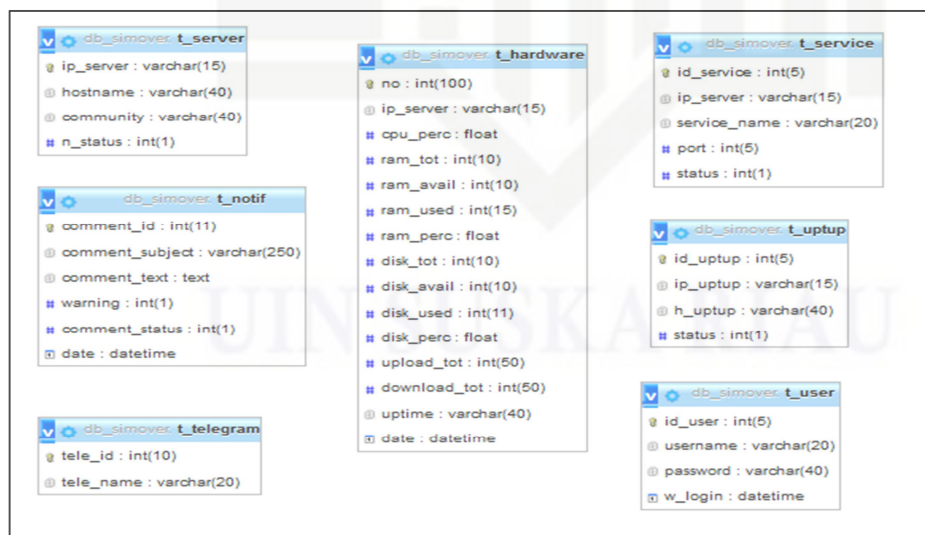 db_simover. t_server
ip_server : varchar(15)
hostname : varchar(40)
community : varchar(40)
n_status : int(1)
db_simover. t_notif
comment_id : int(11)
comment_subject : varchar(250)
comment_text : text
warning : int(1)
comment_status : int(1)
date : datetime
db_simover. t_telegram
tele_id : int(10)
tele_name : varchar(20)
db_simover. t_hardware
no : int(100)
ip_server : varchar(15)
cpu_perc : float
ram_tot : int(10)
ram_avail : int(10)
ram_used : int(15)
ram_perc : float
disk_tot : int(10)
disk_avail : int(10)
disk_used : int(11)
disk_perc : float
upload_tot : int(50)
download_tot : int(50)
uptime : varchar(40)
date : datetime
db_simover. t_service
id_service : int(5)
ip_server : varchar(15)
service_name : varchar(20)
port : int(5)
status : int(1)
db_simover. t_uptup
id_uptup : int(5)
ip_uptup : varchar(15)
h_uptup : varchar(40)
status : int(1)
db_simover. t_user
id_user : int(5)
username : varchar(20)
password : varchar(40)
w_login : datetime
UIN SUSKA RIAU